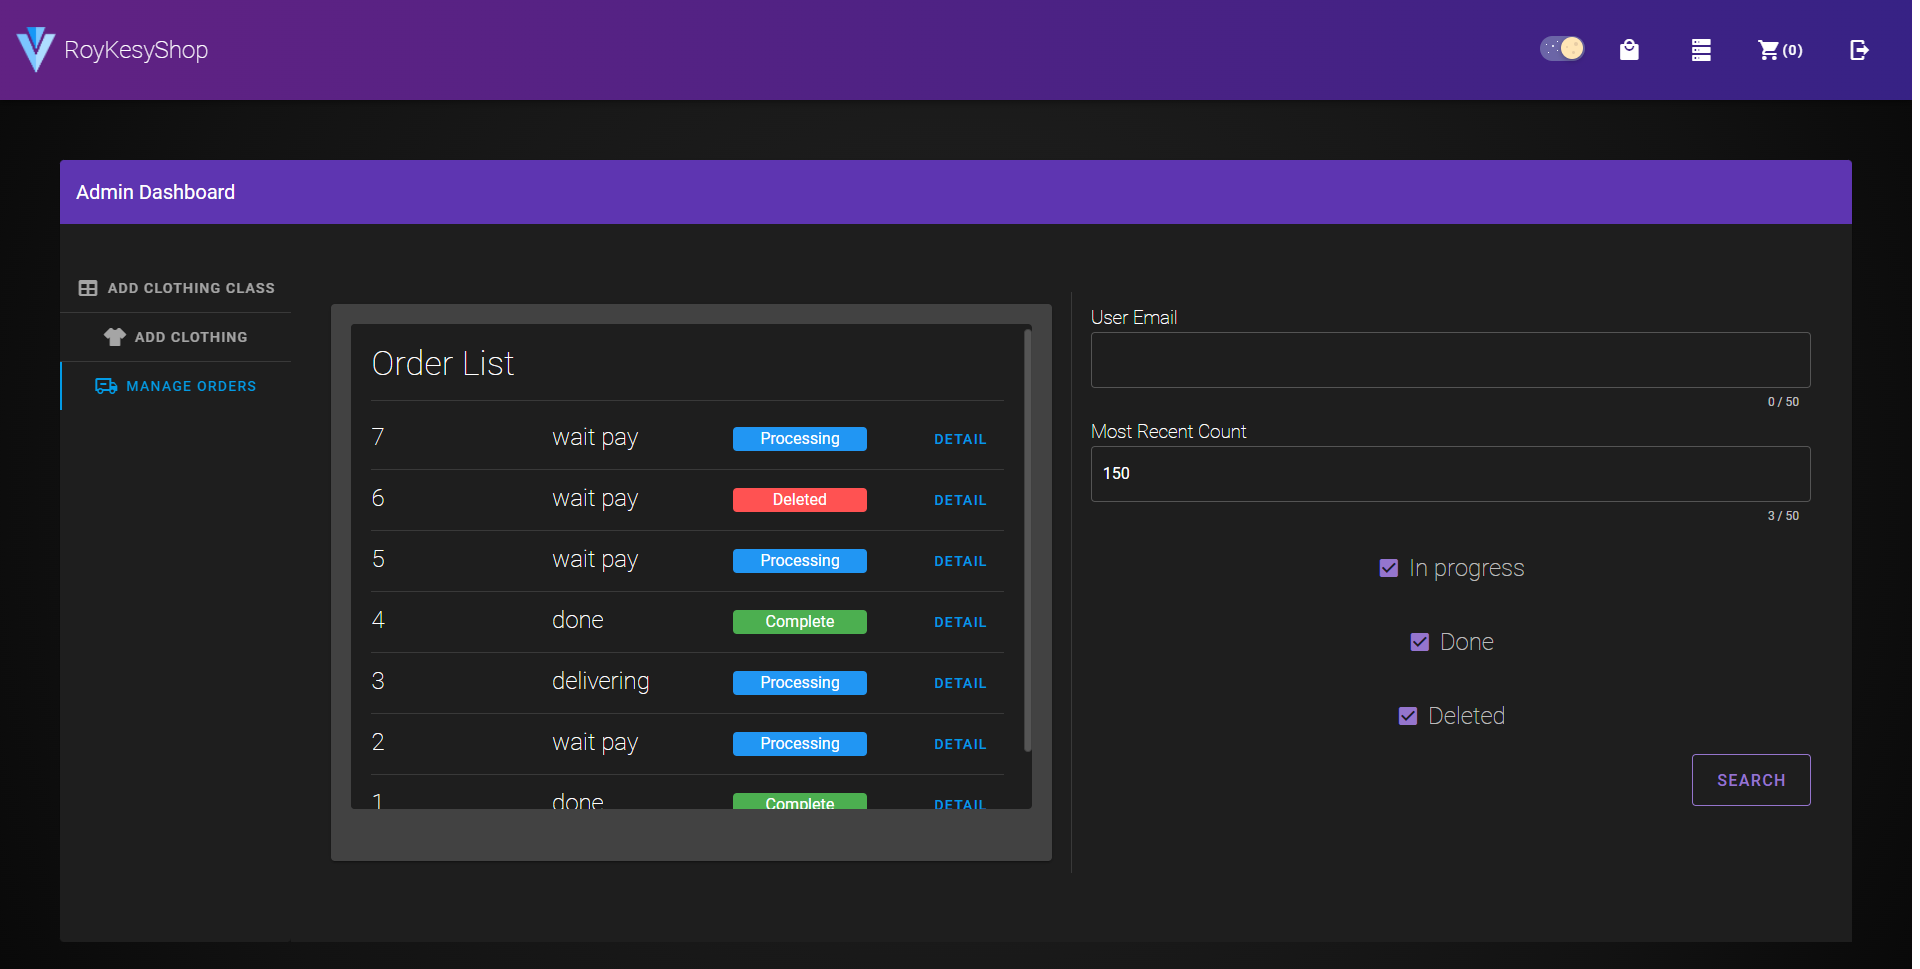 RoyKesyShop
(0)
Admin Dashboard
ADD CLOTHING CLASS
ADD CLOTHING
MANAGE ORDERS
Order List
7 wait pay Processing DETAIL
6 wait pay Deleted DETAIL
5 wait pay Processing DETAIL
4 done Complete DETAIL
3 delivering Processing DETAIL
2 wait pay Processing DETAIL
1 done Complete DETAIL
User Email
0 / 50
Most Recent Count
150
3 / 50
In progress
Done
Deleted
SEARCH